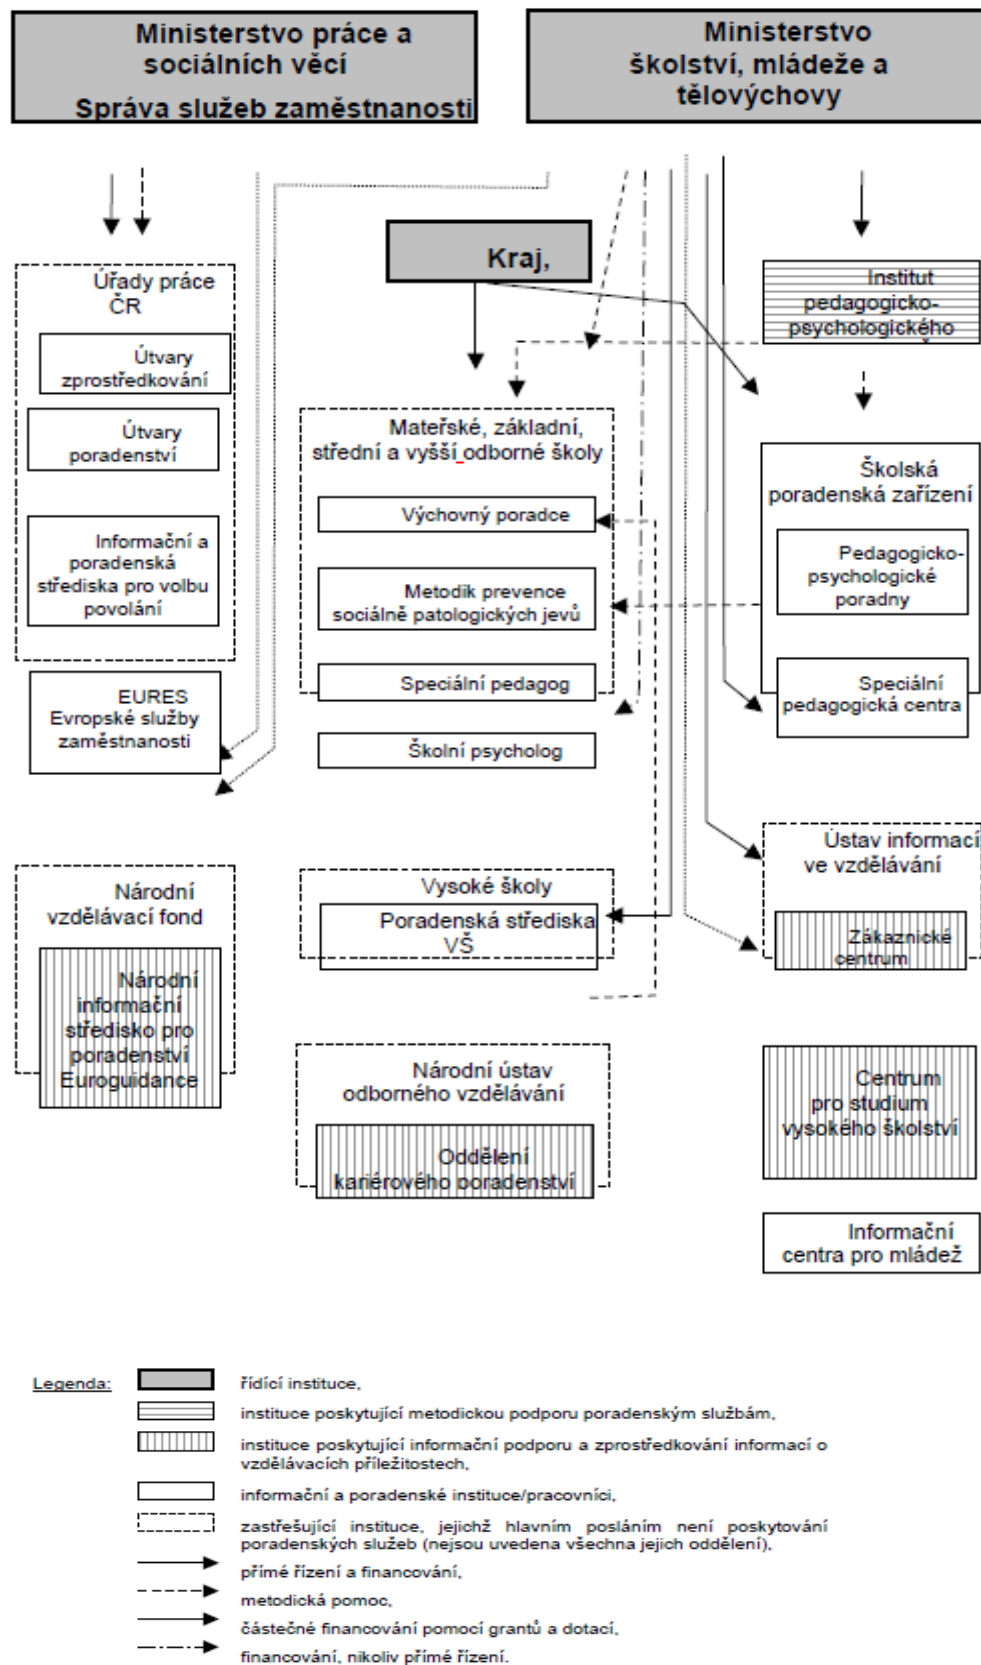 Ministerstvo práce a
sociálních věcí
Správa služeb zaměstnanosti
Ministerstvo
školství, mládeže a
tělovýchovy
Kraj,
Úřady práce
ČR
Útvary
zprostředkování
Útvary
poradenství
Informační a
poradenská
střediska pro volbu
povolání
EURES
Evropské služby
zaměstnanosti
Národní
vzdělávací fond
Národní
informační
středisko pro
poradenství
Euroguidance
Mateřské, základní,
střední a vyšší odborné školy
Výchovný poradce
Metodik prevence
sociálně patologických jevů
Speciální pedagog
Školní psycholog
Vysoké školy
Poradenská střediska
VŠ
Národní ústav
odborného vzdělávání
Oddělení
kariérového poradenství
Institut
pedagogicko-
psychologického
Školská
poradenská zařízení
Pedagogicko-
psychologické
poradny
Speciální
pedagogická centra
Ústav informací
ve vzdělávání
Zákaznické
centrum
Centrum
pro studium
vysokého školství
Informační
centra pro mládež
Legenda:
řídící instituce,
instituce poskytující metodickou podporu poradenským službám,
instituce poskytující informační podporu a zprostředkování informací o
vzdělávacích příležitostech,
informační a poradenské instituce/pracovníci,
zastřešující instituce, jejichž hlavním posláním není poskytování
poradenských služeb (nejsou uvedena všechna jejich oddělení),
přímé řízení a financování,
metodická pomoc,
částečné financování pomocí grantů a dotací,
financování, nikoliv přímé řízení.